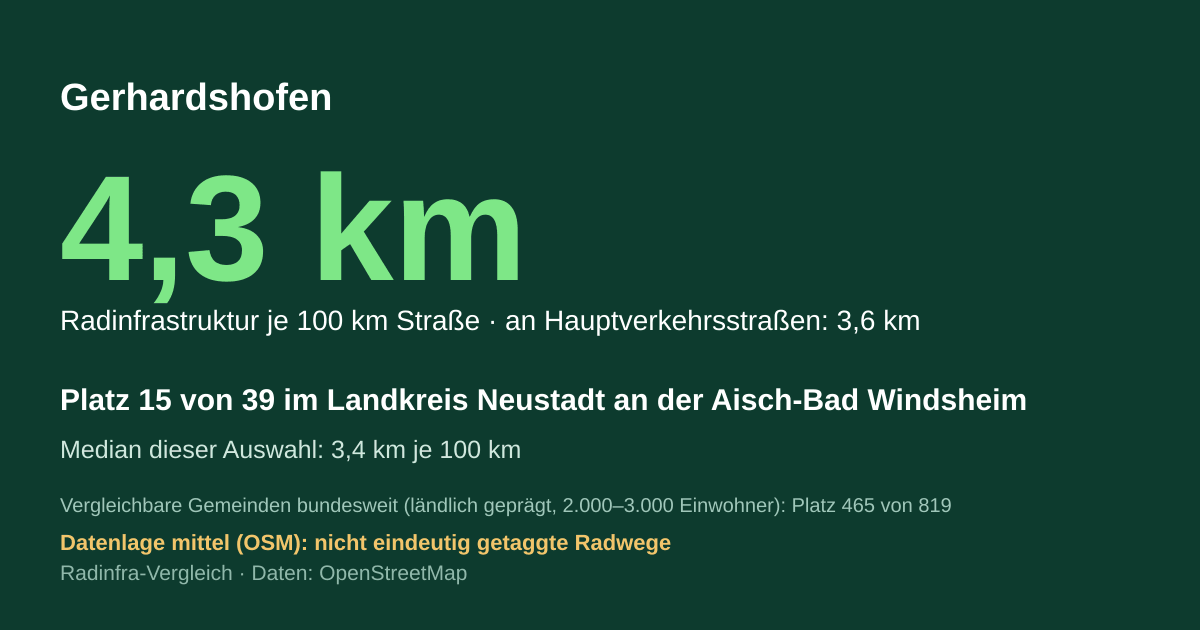 Gerhardshofen
4,3 km
Radinfrastruktur je 100 km Straße · an Hauptverkehrsstraßen: 3,6 km
Platz 15 von 39 im Landkreis Neustadt an der Aisch-Bad Windsheim
Median dieser Auswahl: 3,4 km je 100 km
Vergleichbare Gemeinden bundesweit (ländlich geprägt, 2.000–3.000 Einwohner): Platz 465 von 819
Datenlage mittel (OSM): nicht eindeutig getaggte Radwege
Radinfra-Vergleich · Daten: OpenStreetMap